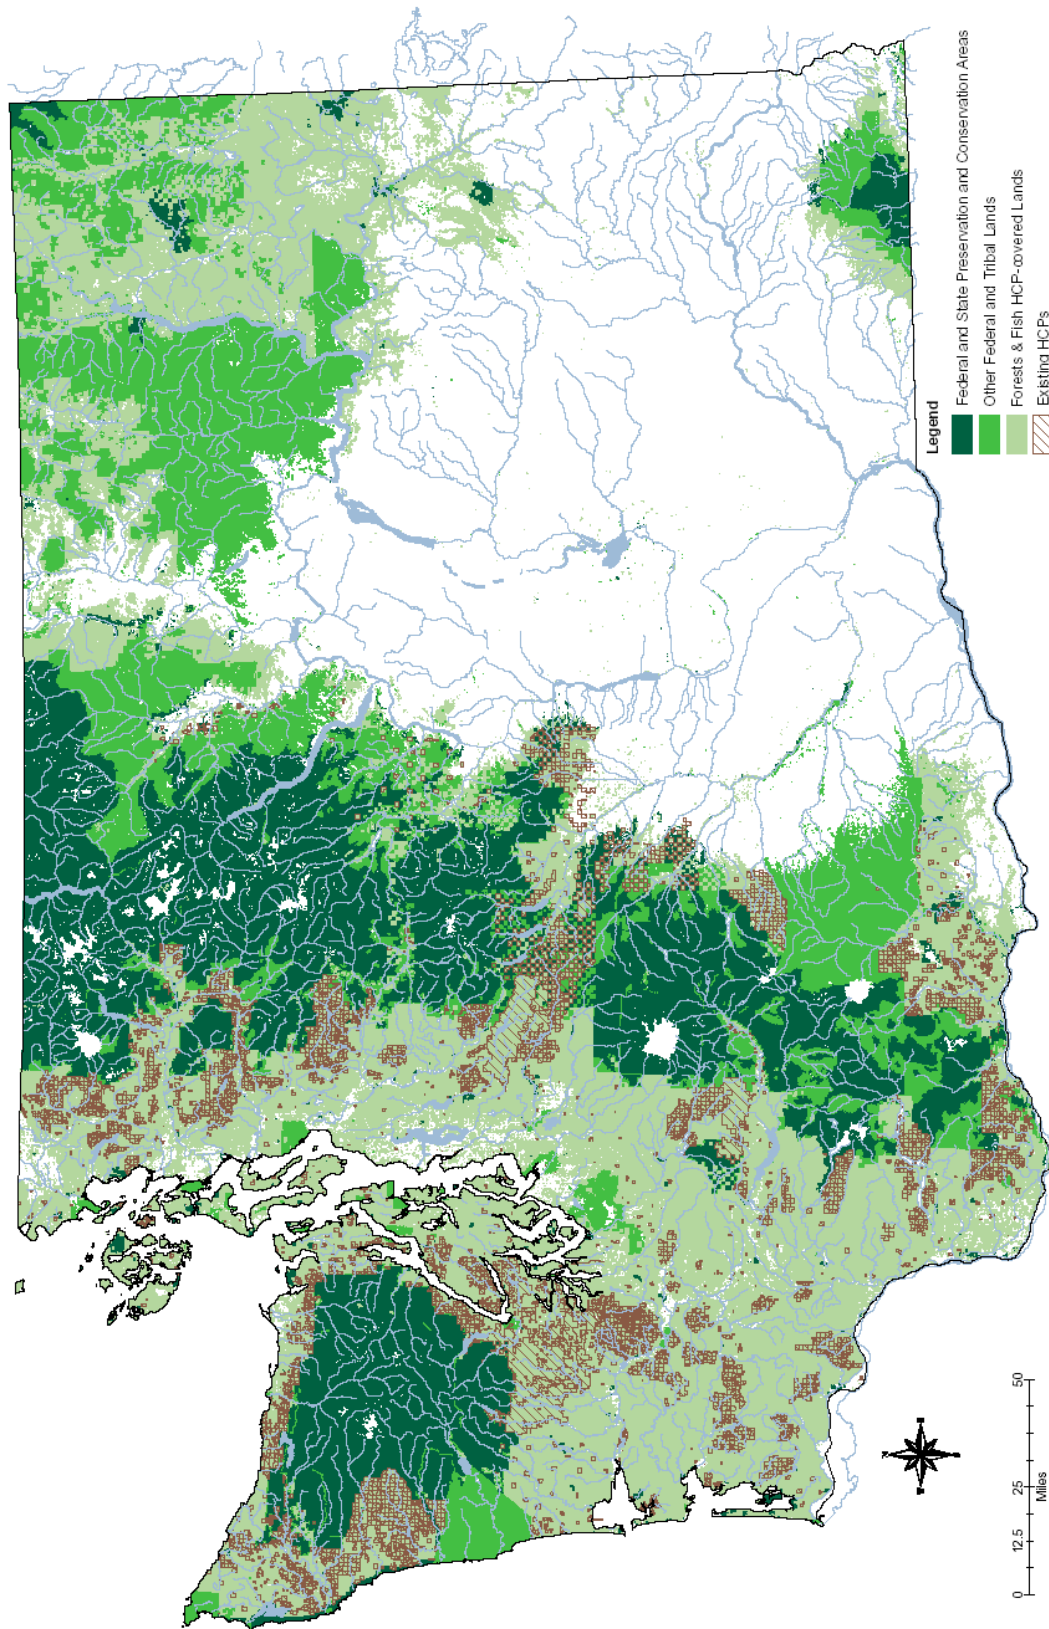 Legend
Federal and State Preservation and Conservation Areas
Other Federal and Tribal Lands
Forests & Fish HCP-covered Lands
Existing HCPs
0 12.5 25 50
Miles